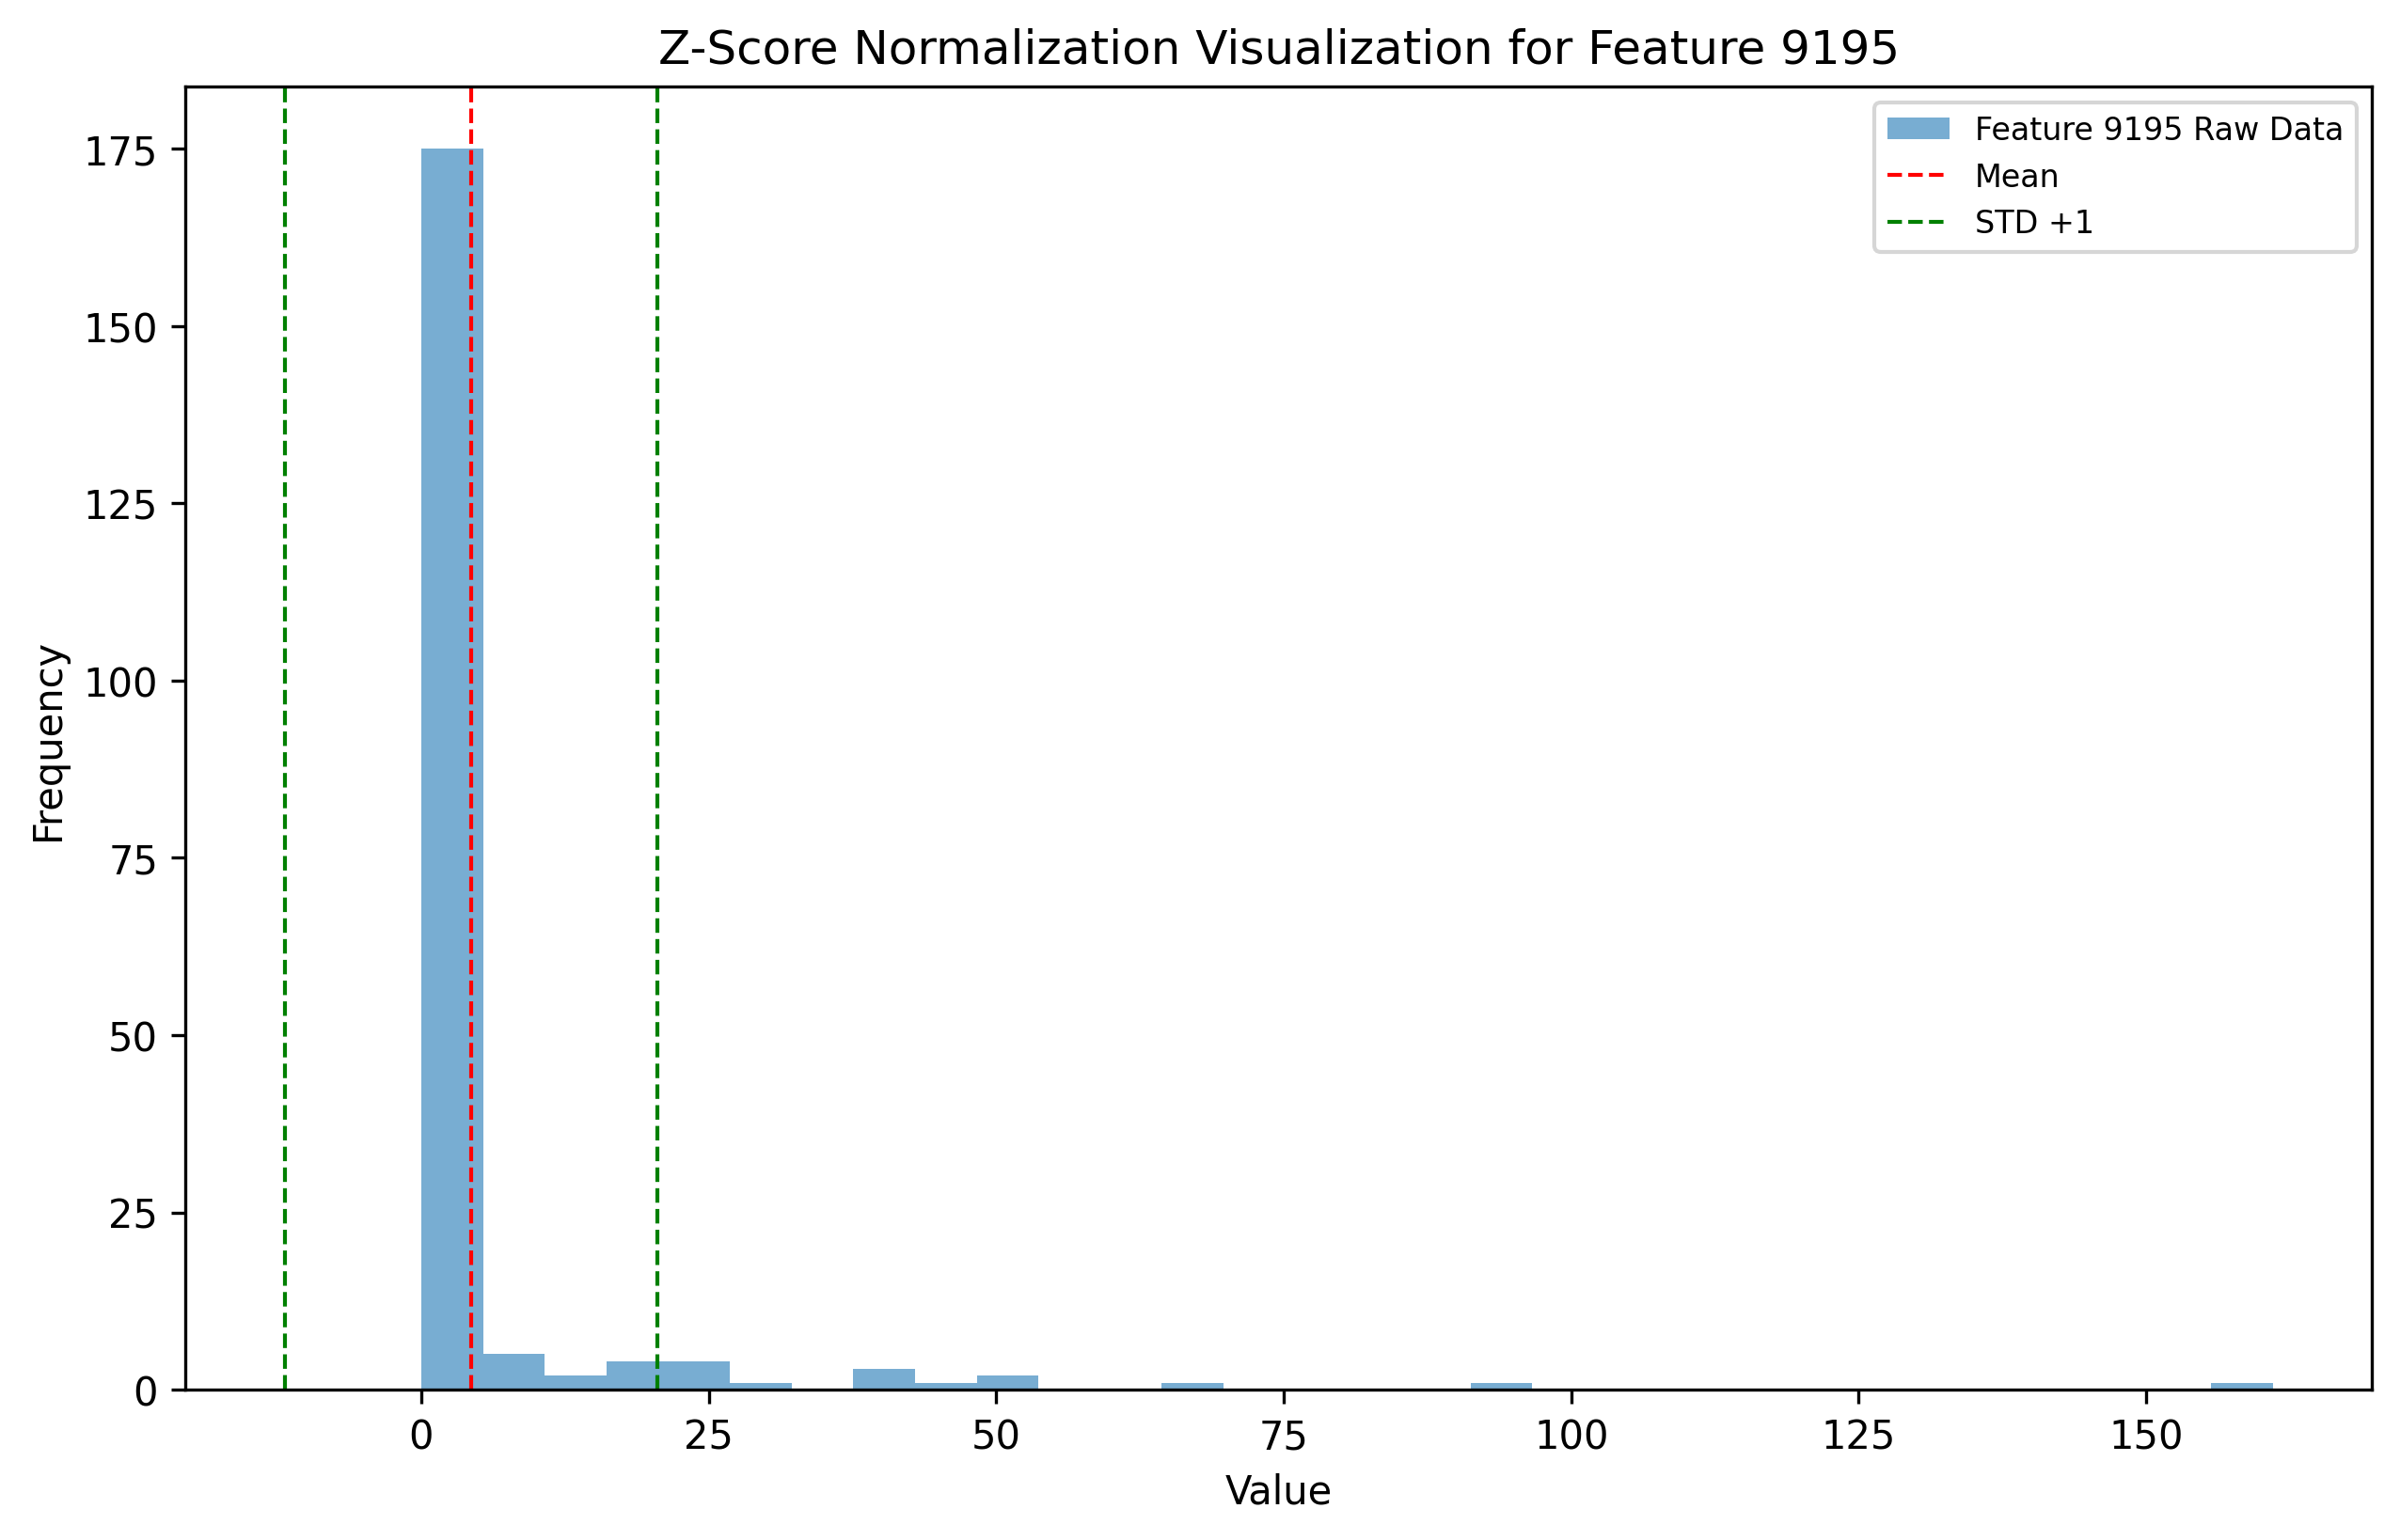 Z-Score Normalization Visualization for Feature 9195
Feature 9195 Raw Data
Mean
STD +1
175
150
125
100
75
50
25
0
Frequency
0 25 50 75 100 125 150
Value